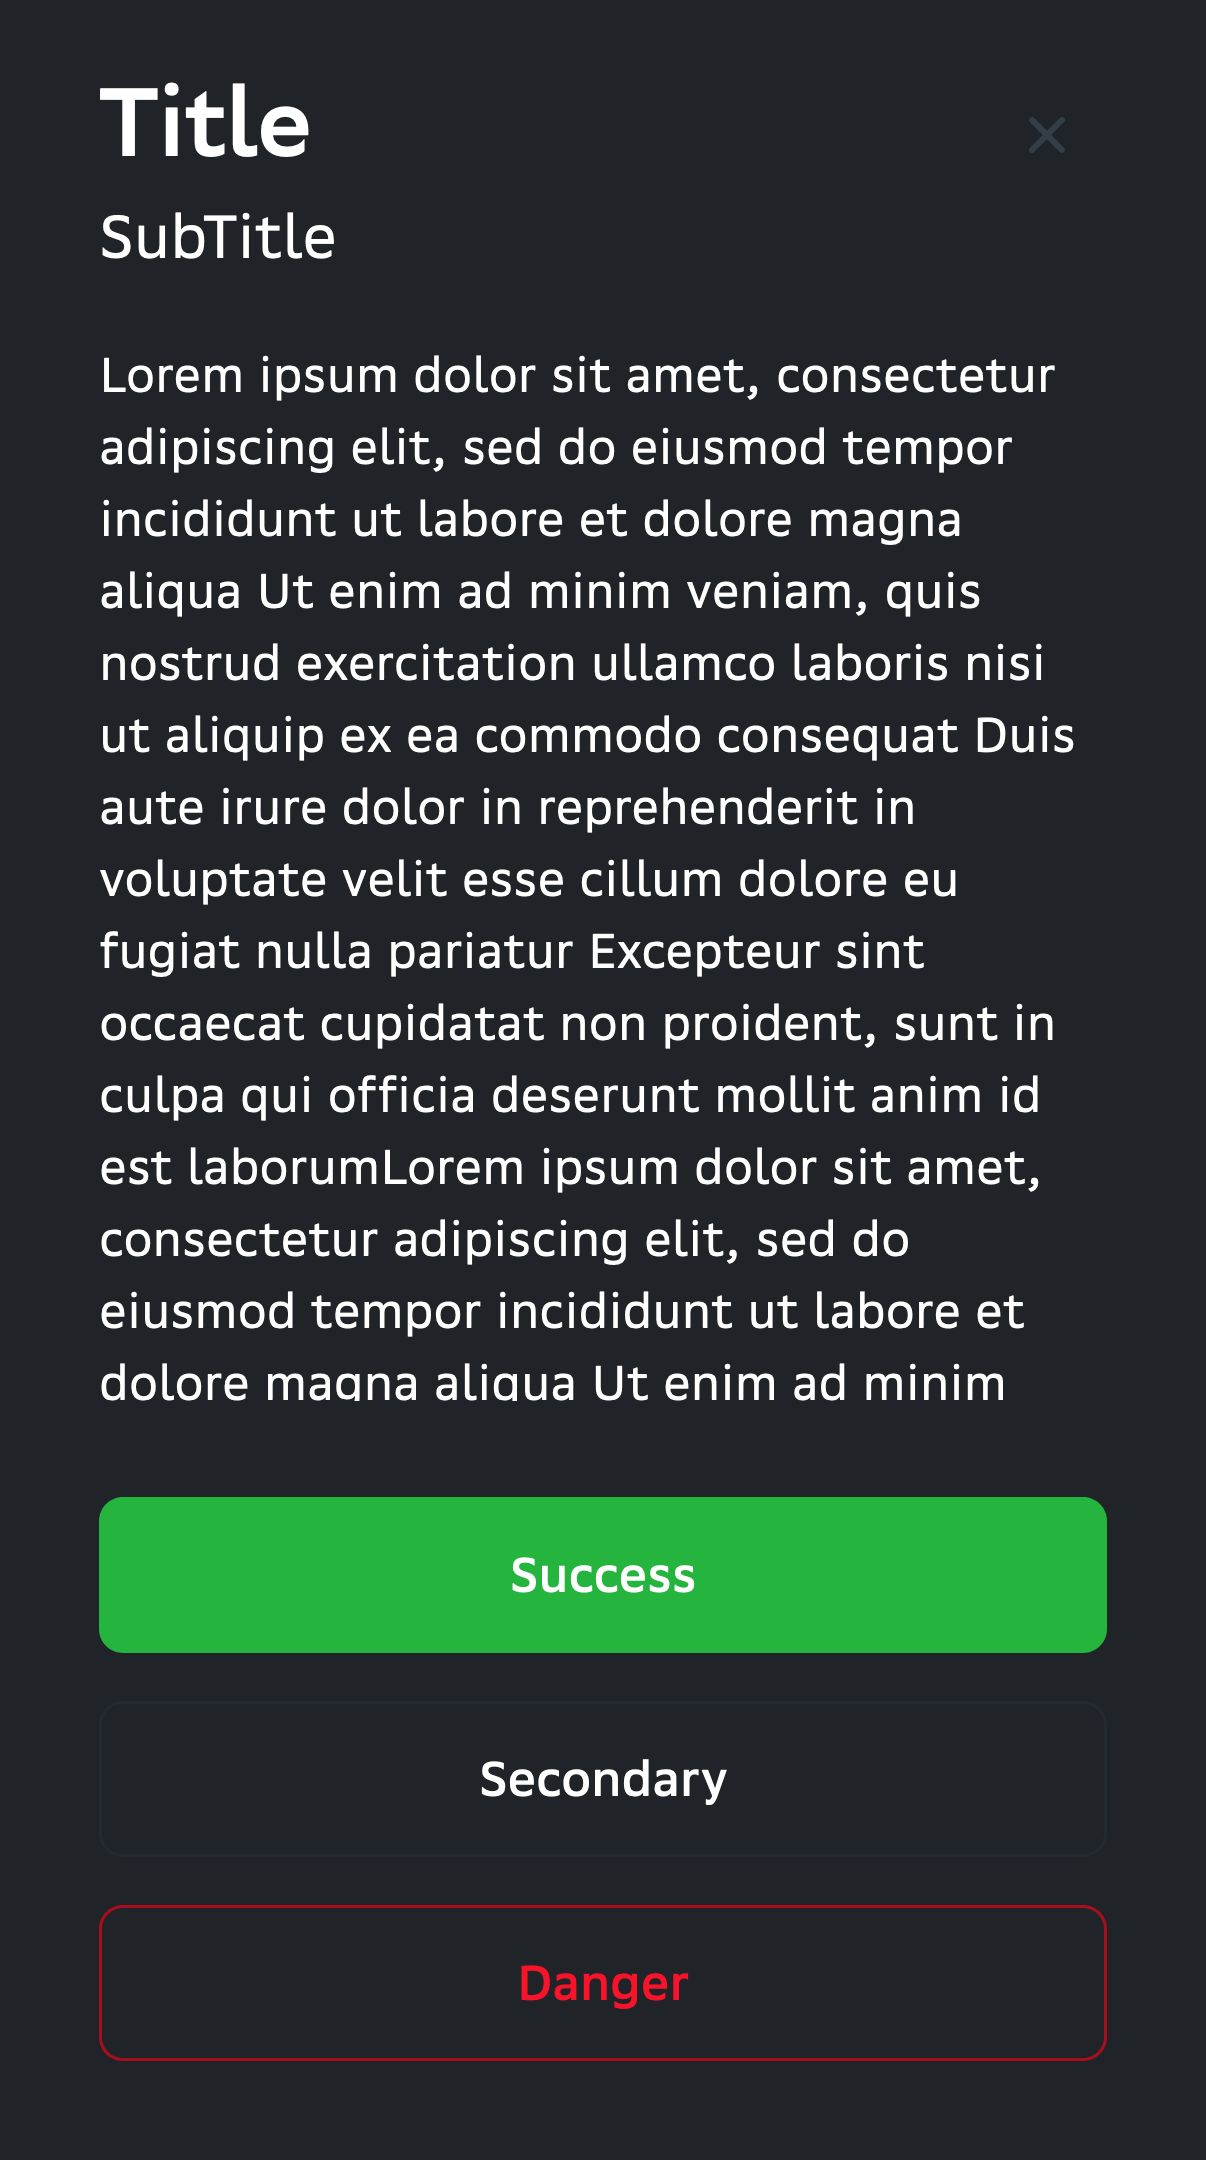 Title
SubTitle
Lorem ipsum dolor sit amet, consectetur
adipiscing elit, sed do eiusmod tempor
incididunt ut labore et dolore magna
aliqua Ut enim ad minim veniam, quis
nostrud exercitation ullamco laboris nisi
ut aliquip ex ea commodo consequat Duis
aute irure dolor in reprehenderit in
voluptate velit esse cillum dolore eu
fugiat nulla pariatur Excepteur sint
occaecat cupidatat non proident, sunt in
culpa qui officia deserunt mollit anim id
est laborumLorem ipsum dolor sit amet,
consectetur adipiscing elit, sed do
eiusmod tempor incididunt ut labore et
dolore magna aliqua Ut enim ad minim
Success
Secondary
Danger